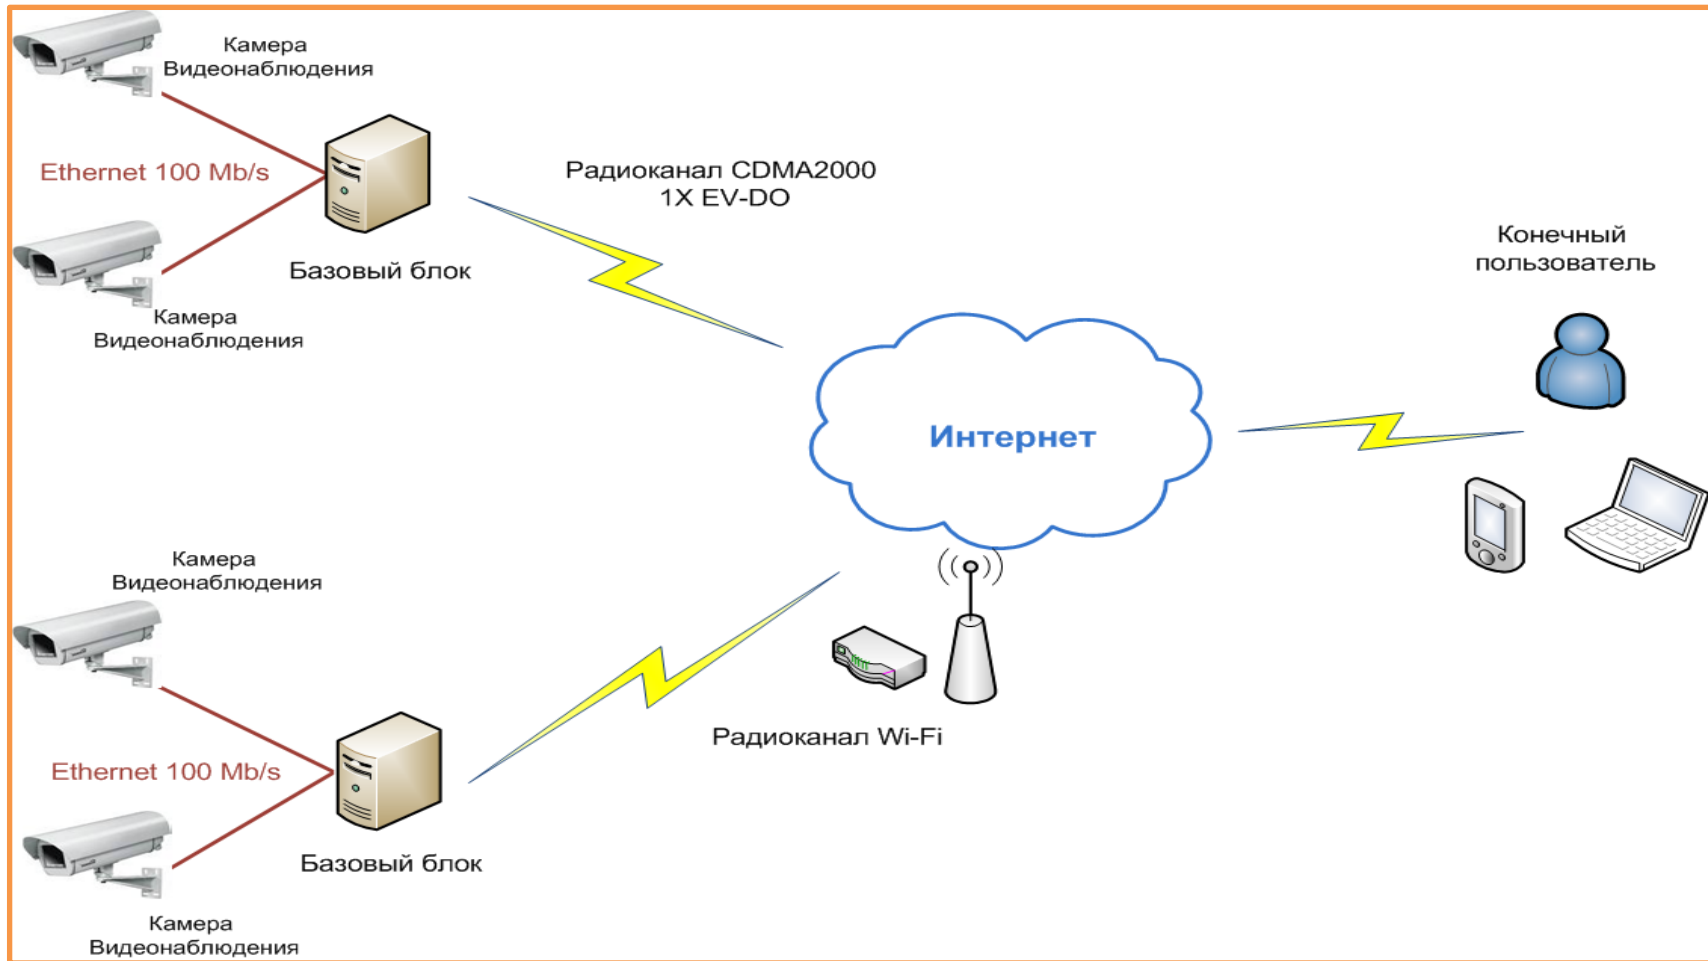 Камера
Видеонаблюдения
Ethernet 100 Mb/s
Базовый блок
Камера
Видеонаблюдения
Радиоканал CDMA2000
1X EV-DO
Конечный
пользователь
Интернет
Камера
Видеонаблюдения
Ethernet 100 Mb/s
Базовый блок
Камера
Видеонаблюдения
Радиоканал Wi-Fi